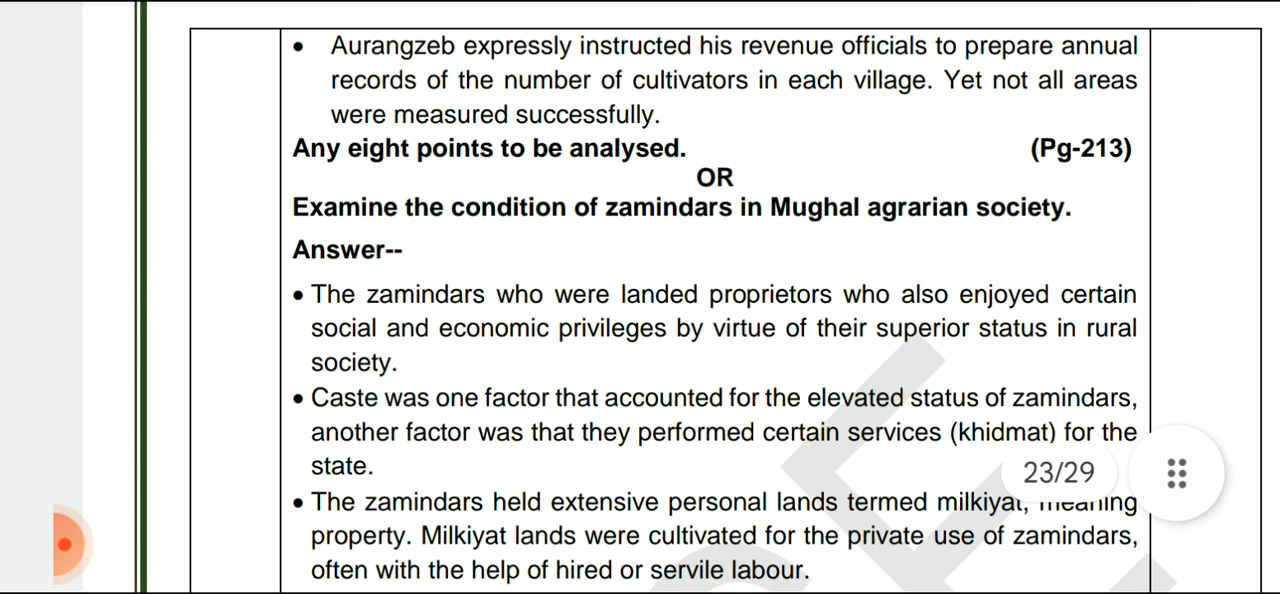 • Aurangzeb expressly instructed his revenue officials to prepare annual
records of the number of cultivators in each village. Yet not all areas
were measured successfully.
Any eight points to be analysed. (Pg-213)
OR
Examine the condition of zamindars in Mughal agrarian society.
Answer--
• The zamindars who were landed proprietors who also enjoyed certain
social and economic privileges by virtue of their superior status in rural
society.
• Caste was one factor that accounted for the elevated status of zamindars,
another factor was that they performed certain services (khidmat) for the
state.
23/29
• The zamindars held extensive personal lands termed milkiyat, meaning
property. Milkiyat lands were cultivated for the private use of zamindars,
often with the help of hired or servile labour.